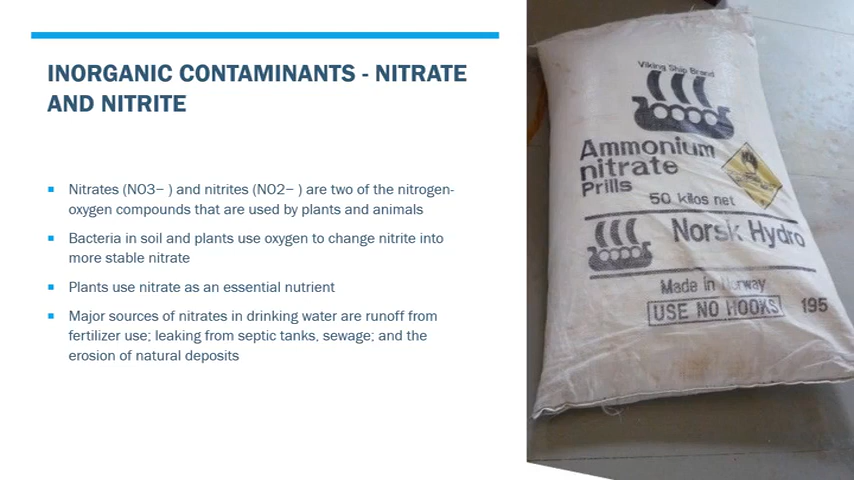 INORGANIC CONTAMINANTS - NITRATE
AND NITRITE
▪ Nitrates (NO3− ) and nitrites (NO2− ) are two of the nitrogen-
oxygen compounds that are used by plants and animals
▪ Bacteria in soil and plants use oxygen to change nitrite into
more stable nitrate
▪ Plants use nitrate as an essential nutrient
▪ Major sources of nitrates in drinking water are runoff from
fertilizer use; leaking from septic tanks, sewage; and the
erosion of natural deposits
Viking Ship Brand
Ammonium
nitrate
Prills
50 kilos net
Norsk Hydro
Made in Norway
USE NO HOOKS 195